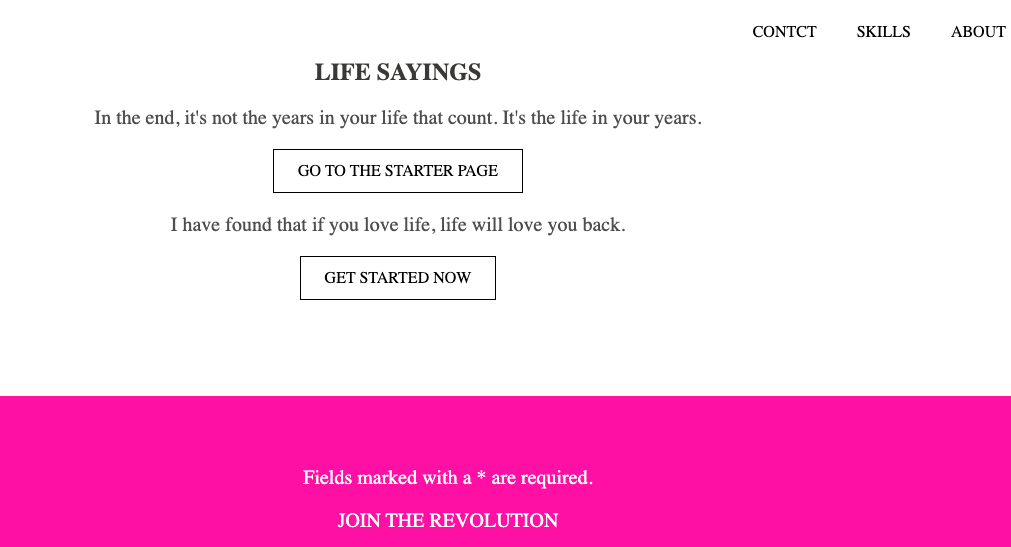 CONTCT SKILLS ABOUT
LIFE SAYINGS
In the end, it's not the years in your life that count. It's the life in your years.
GO TO THE STARTER PAGE
I have found that if you love life, life will love you back.
GET STARTED NOW
Fields marked with a * are required.
JOIN THE REVOLUTION